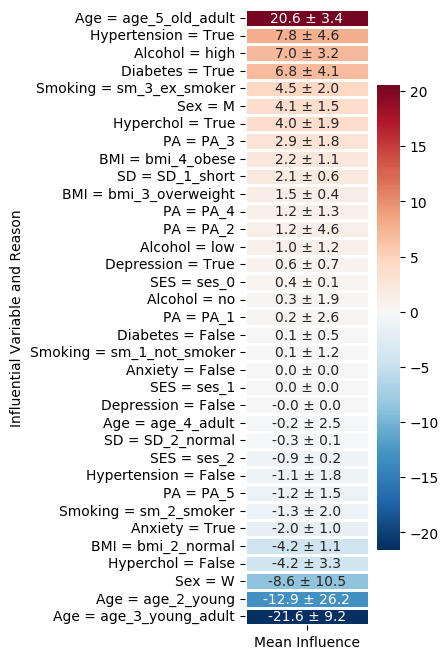 Influential Variable and Reason
Age = age_5_old_adult 20.6 ± 3.4
Hypertension = True 7.8 ± 4.6
Alcohol = high 7.0 ± 3.2
Diabetes = True 6.8 ± 4.1
Smoking = sm_3_ex_smoker 4.5 ± 2.0
Sex = M 4.1 ± 1.5
Hyperchol = True 4.0 ± 1.9
PA = PA_3 2.9 ± 1.8
BMI = bmi_4_obese 2.2 ± 1.1
SD = SD_1_short 2.1 ± 0.6
BMI = bmi_3_overweight 1.5 ± 0.4
PA = PA_4 1.2 ± 1.3
PA = PA_2 1.2 ± 4.6
Alcohol = low 1.0 ± 1.2
Depression = True 0.6 ± 0.7
SES = ses_0 0.4 ± 0.1
Alcohol = no 0.3 ± 1.9
PA = PA_1 0.2 ± 2.6
Diabetes = False 0.1 ± 0.5
Smoking = sm_1_not_smoker 0.1 ± 1.2
Anxiety = False 0.0 ± 0.0
SES = ses_1 0.0 ± 0.0
Depression = False -0.0 ± 0.0
Age = age_4_adult -0.2 ± 2.5
SD = SD_2_normal -0.3 ± 0.1
SES = ses_2 -0.9 ± 0.2
Hypertension = False -1.1 ± 1.8
PA = PA_5 -1.2 ± 1.5
Smoking = sm_2_smoker -1.3 ± 2.0
Anxiety = True -2.0 ± 1.0
BMI = bmi_2_normal -4.2 ± 1.1
Hyperchol = False -4.2 ± 3.3
Sex = W -8.6 ± 10.5
Age = age_2_young -12.9 ± 26.2
Age = age_3_young_adult -21.6 ± 9.2
Mean Influence
20
15
10
5
0
−5
−10
−15
−20